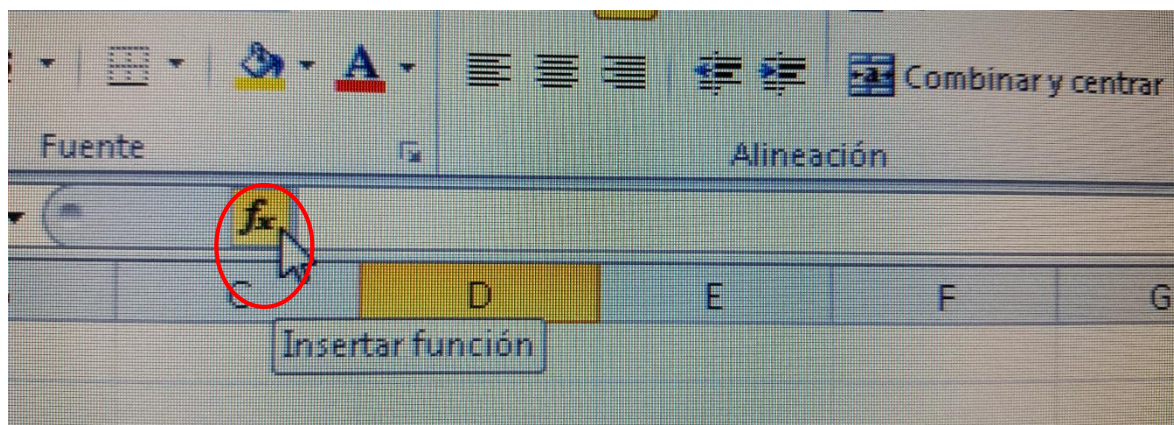 A
Combinar y centrar
Fuente
Alineación
fx
C
D
E
F
G
Insertar función